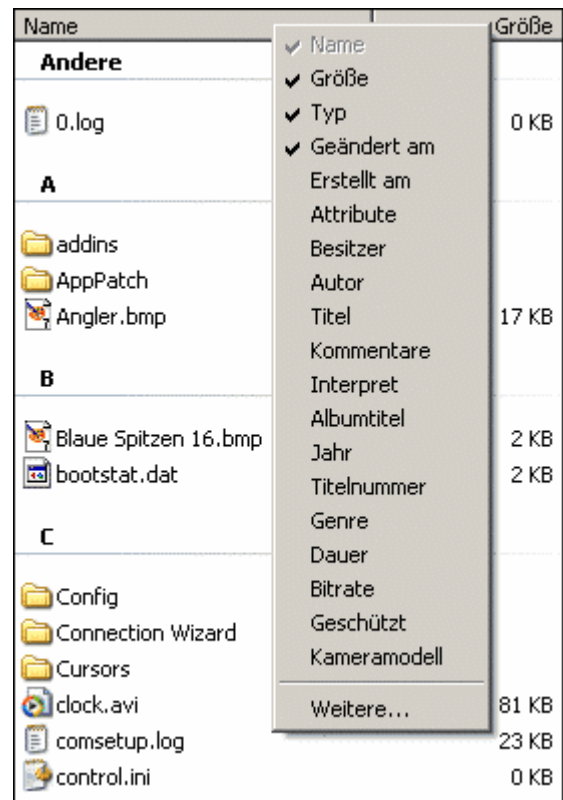 Name Größe
Andere
0.log 0 KB
A
addins
AppPatch
Angler.bmp 17 KB
B
Blaue Spitzen 16.bmp 2 KB
bootstat.dat 2 KB
C
Config
Connection Wizard
Cursors
clock.avi 81 KB
comsetup.log 23 KB
control.ini 0 KB
Name
Größe
Typ
Geändert am
Erstellt am
Attribute
Besitzer
Autor
Titel
Kommentare
Interpret
Albumtitel
Jahr
Titelnummer
Genre
Dauer
Bitrate
Geschützt
Kameramodell
Weitere...